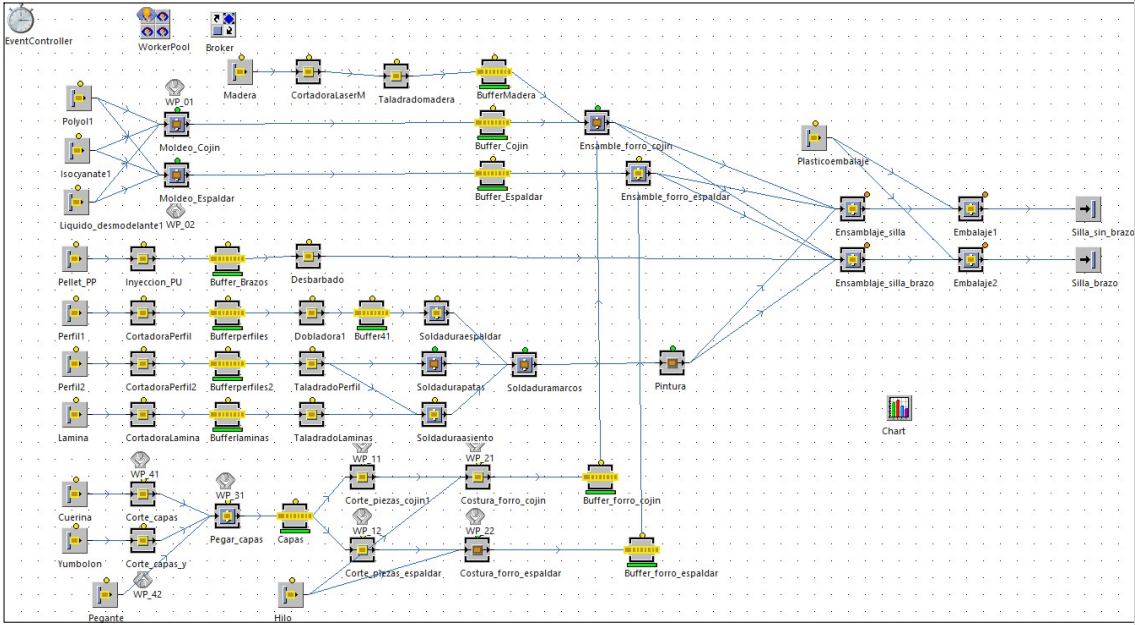 EventController
WorkerPool
Broker
Madera
CortadoraLaserM
Taladradomadera
BufferMadera
WP_01
Polyol1
Moldeo_Cojin
Buffer_Cojin
Ensamble_forro_cojin
Plasticoembalaje
Isocyanate1
Moldeo_Espaldar
Buffer_Espaldar
Ensamble_forro_espaldar
Liquido_desmodelante1
WP_02
Ensamblaje_silla
Embalaje1
Silla_sin_brazo
Pellet_PP
Inyeccion_PU
Buffer_Brazos
Desbarbado
Ensamblaje_silla_brazo
Embalaje2
Silla_brazo
Perfil1
CortadoraPerfil
Bufferperfiles
Dobladora1
Buffer41
Soldaduraespaldar
Perfil2
CortadoraPerfil2
Bufferperfiles2
TaladradoPerfil
Soldadurapatas
Soldaduramarcos
Pintura
Lamina
CortadoraLamina
Bufferlaminas
TaladradoLaminas
Soldaduraasiento
Chart
WP_41
WP_31
WP_11
WP_21
Cuerina
Corte_capas
Corte_piezas_cojin1
Costura_forro_cojin
Buffer_forro_cojin
WP_12
WP_22
Yumbolon
Corte_capas_y
Pegar_capas
Capas
Corte_piezas_espaldar
Costura_forro_espaldar
Buffer_forro_espaldar
WP_42
Pegante
Hilo